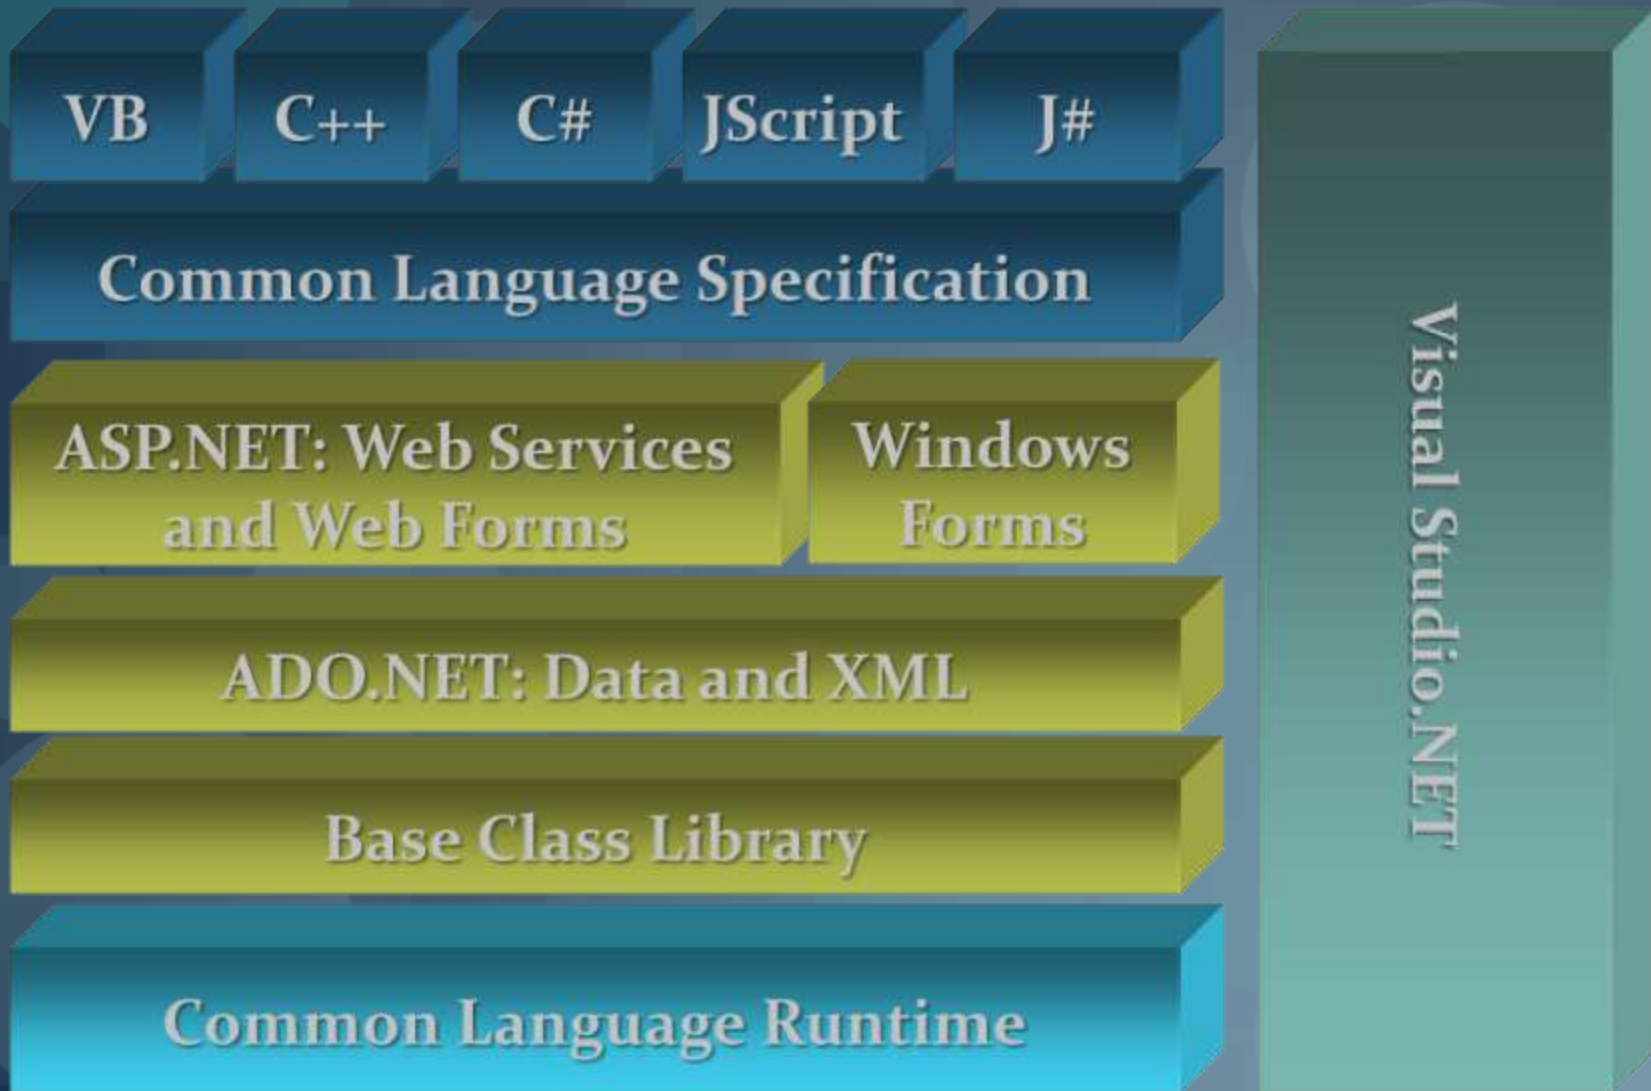 VB
C++
C#
JScript
J#
Common Language Specification
ASP.NET: Web Services
and Web Forms
Windows
Forms
ADO.NET: Data and XML
Base Class Library
Common Language Runtime
Visual Studio.NET